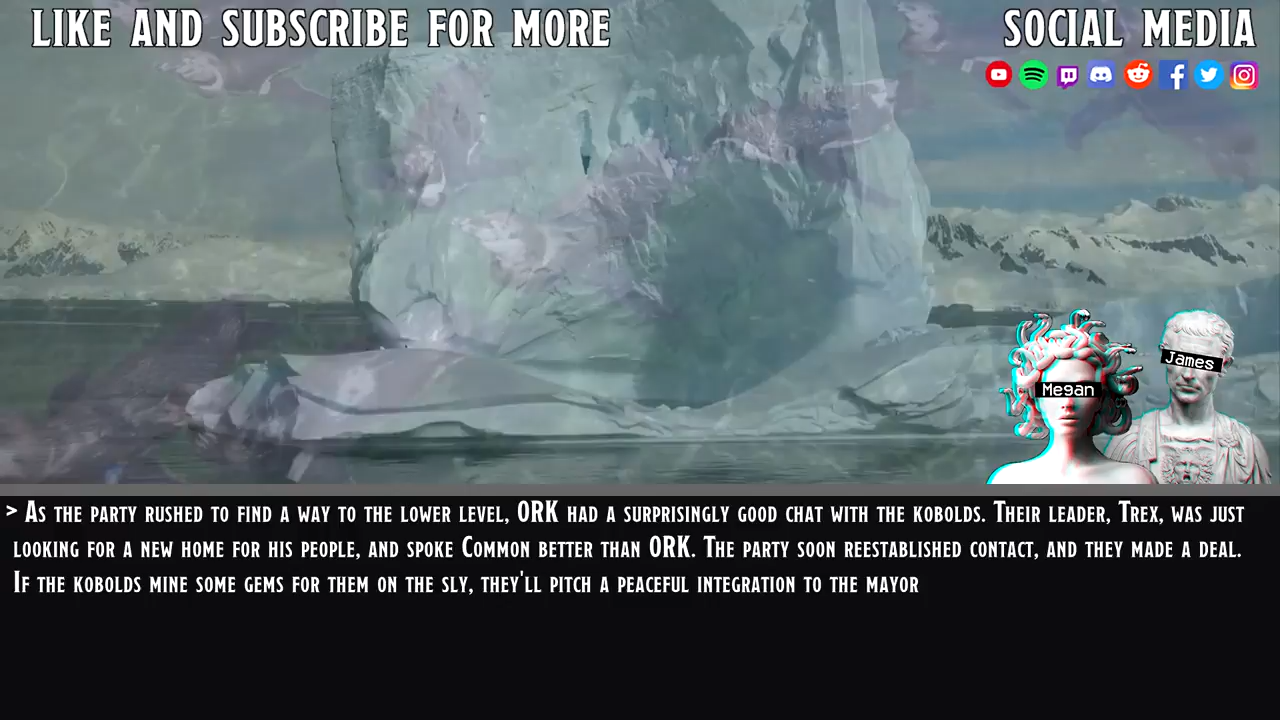 LIKE AND SUBSCRIBE FOR MORE
SOCIAL MEDIA
James
Megan
> As the party rushed to find a way to the lower level, ORK had a surprisingly good chat with the kobolds. Their leader, Trex, was just
looking for a new home for his people, and spoke Common better than ORK. The party soon reestablished contact, and they made a deal.
If the kobolds mine some gems for them on the sly, they'll pitch a peaceful integration to the mayor